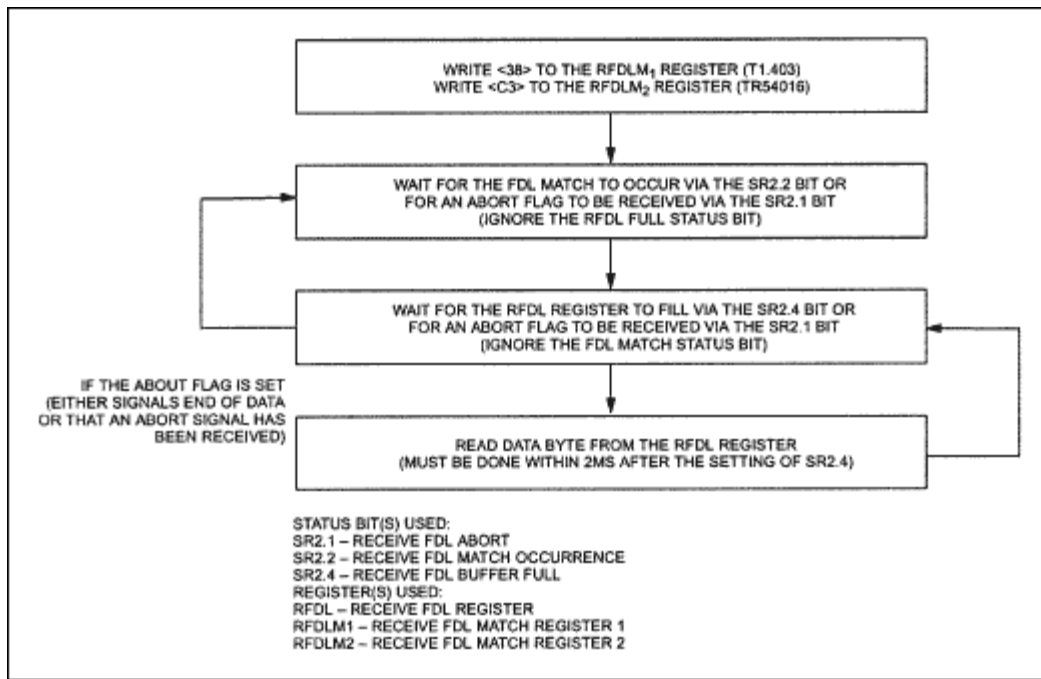 WRITE <38> TO THE RFDLM1 REGISTER (T1.403)
WRITE <C3> TO THE RFDLM2 REGISTER (TR54016)
WAIT FOR THE FDL MATCH TO OCCUR VIA THE SR2.2 BIT OR
FOR AN ABORT FLAG TO BE RECEIVED VIA THE SR2.1 BIT
(IGNORE THE RFDL FULL STATUS BIT)
WAIT FOR THE RFDL REGISTER TO FILL VIA THE SR2.4 BIT OR
FOR AN ABORT FLAG TO BE RECEIVED VIA THE SR2.1 BIT
(IGNORE THE FDL MATCH STATUS BIT)
IF THE ABOUT FLAG IS SET
(EITHER SIGNALS END OF DATA
OR THAT AN ABORT SIGNAL HAS
BEEN RECEIVED)
READ DATA BYTE FROM THE RFDL REGISTER
(MUST BE DONE WITHIN 2MS AFTER THE SETTING OF SR2.4)
STATUS BIT(S) USED:
SR2.1 – RECEIVE FDL ABORT
SR2.2 – RECEIVE FDL MATCH OCCURRENCE
SR2.4 – RECEIVE FDL BUFFER FULL
REGISTER(S) USED:
RFDL – RECEIVE FDL REGISTER
RFDLM1 – RECEIVE FDL MATCH REGISTER 1
RFDLM2 – RECEIVE FDL MATCH REGISTER 2